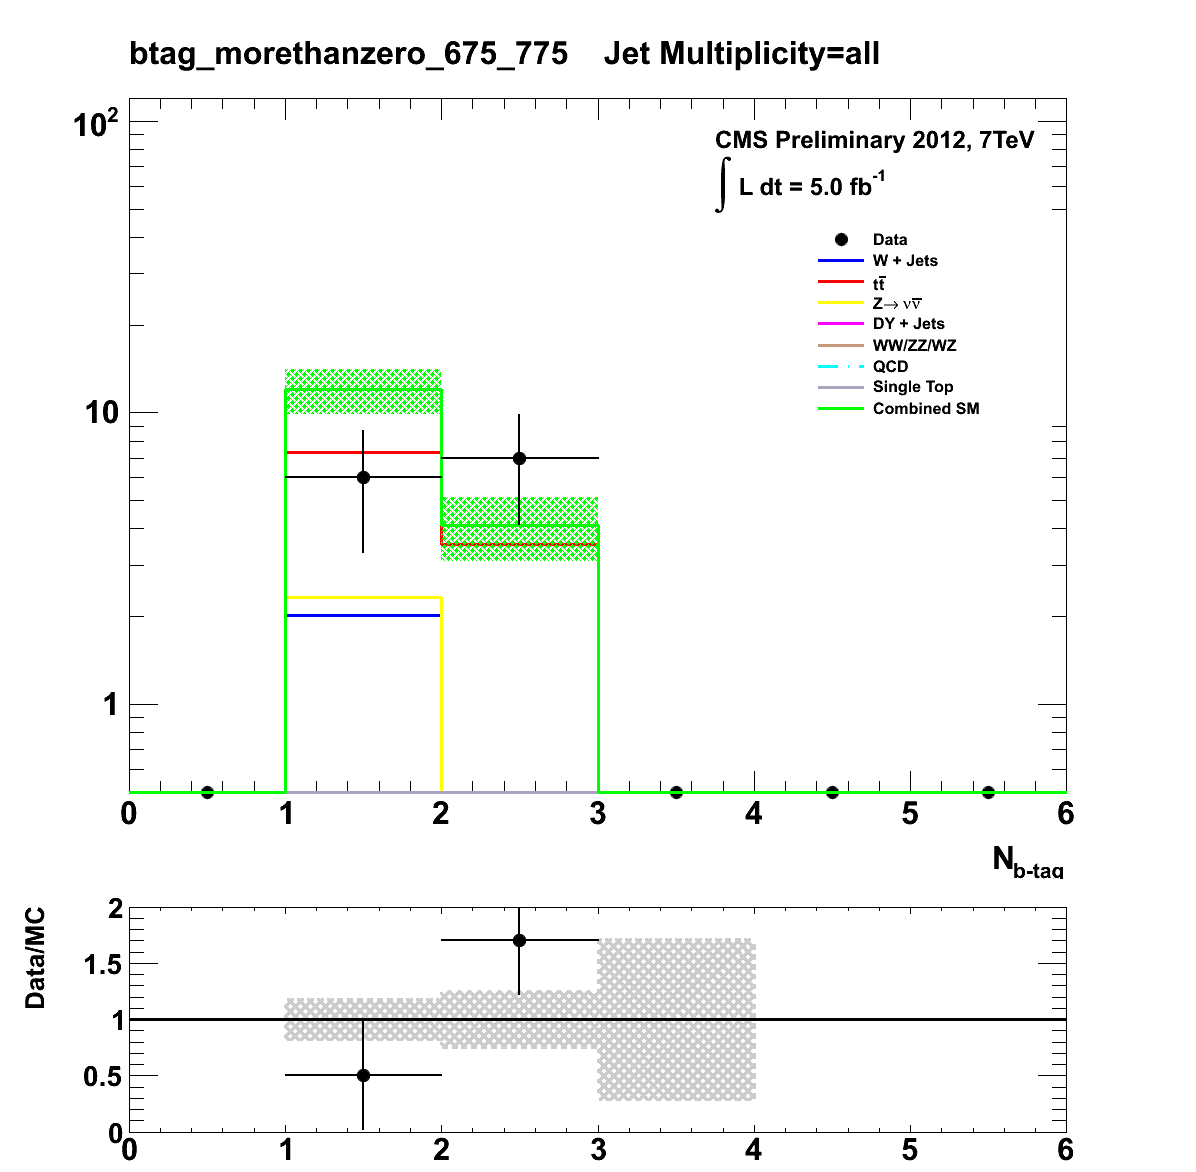 btag_morethanzero_675_775 Jet Multiplicity=all
10²
CMS Preliminary 2012, 7TeV
∫ L dt = 5.0 fb⁻¹
Data
W + Jets
tt̅
Z→ νν̅
DY + Jets
WW/ZZ/WZ
QCD
Single Top
Combined SM
10
1
0 1 2 3 4 5 6
N b-tag
Data/MC
2
1.5
1
0.5
0
0 1 2 3 4 5 6